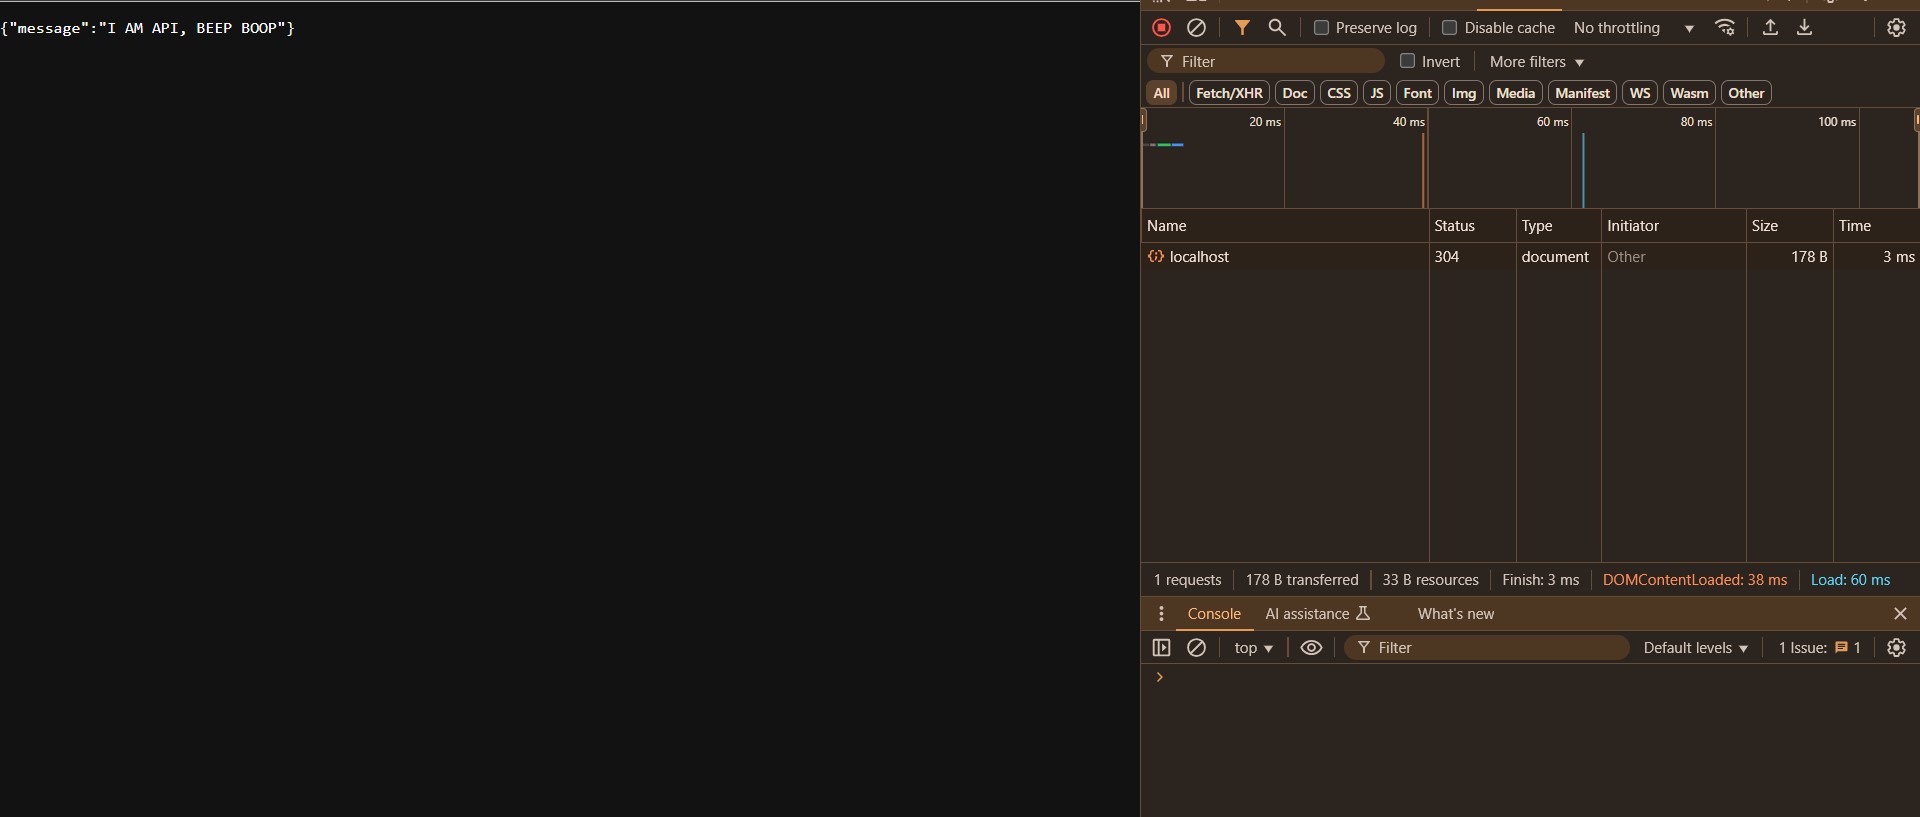 {"message":"I AM API, BEEP BOOP"}
Preserve log
Disable cache
No throttling
Filter
Invert
More filters
All
Fetch/XHR
Doc
CSS
JS
Font
Img
Media
Manifest
WS
Wasm
Other
20 ms
40 ms
60 ms
80 ms
100 ms
Name Status Type Initiator Size Time
localhost 304 document Other 178 B 3 ms
1 requests 178 B transferred 33 B resources Finish: 3 ms DOMContentLoaded: 38 ms Load: 60 ms
Console AI assistance What's new
top Filter Default levels 1 Issue: 1